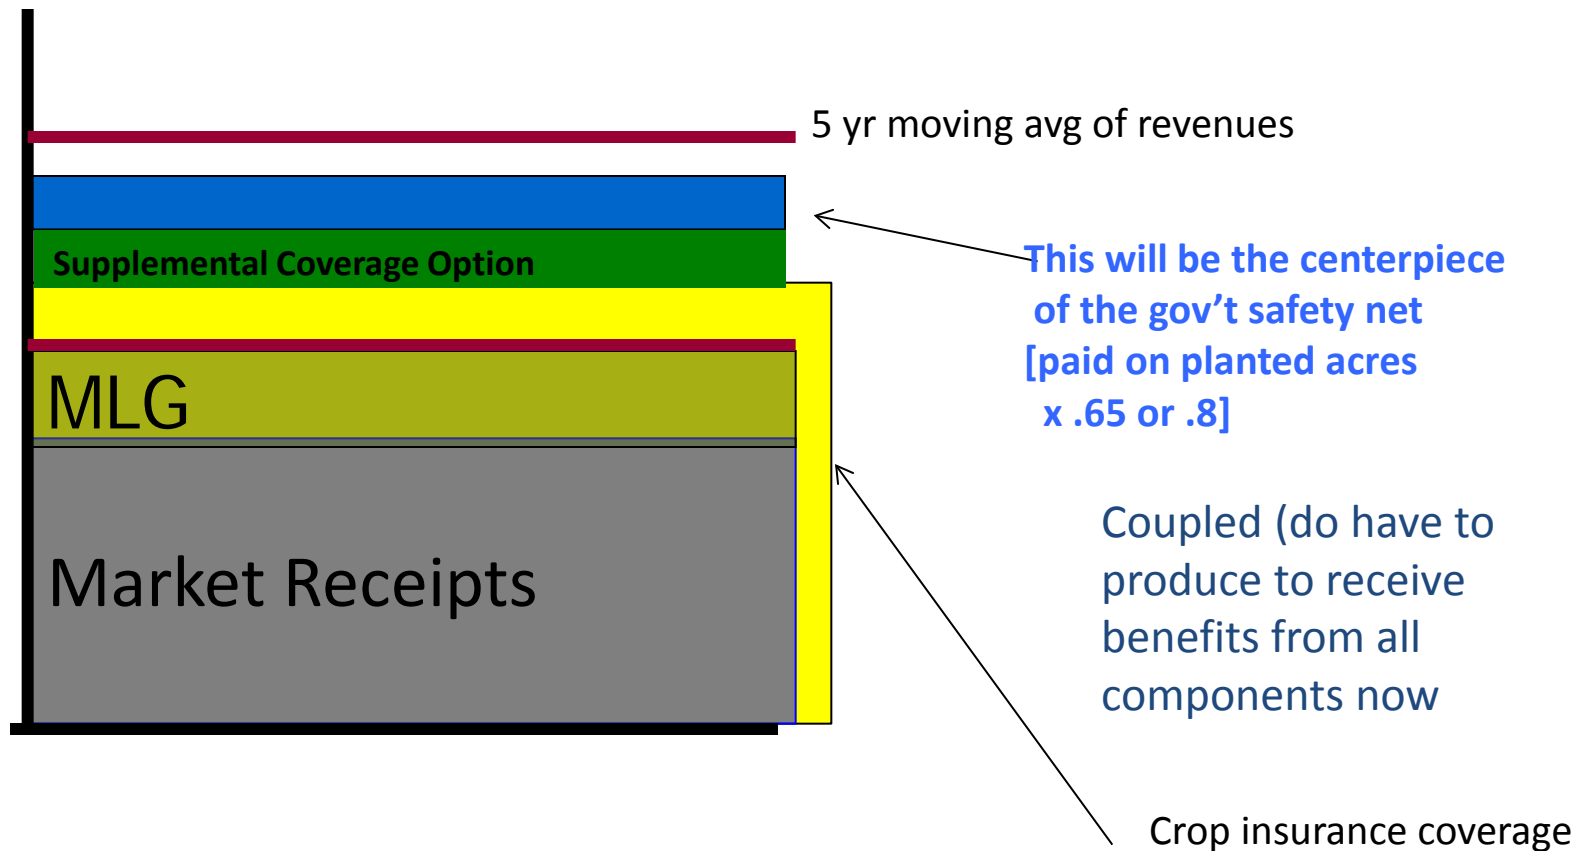 5 yr moving avg of revenues
Supplemental Coverage Option
This will be the centerpiece
of the gov’t safety net
[paid on planted acres
x .65 or .8]
MLG
Market Receipts
Coupled (do have to
produce to receive
benefits from all
components now
Crop insurance coverage